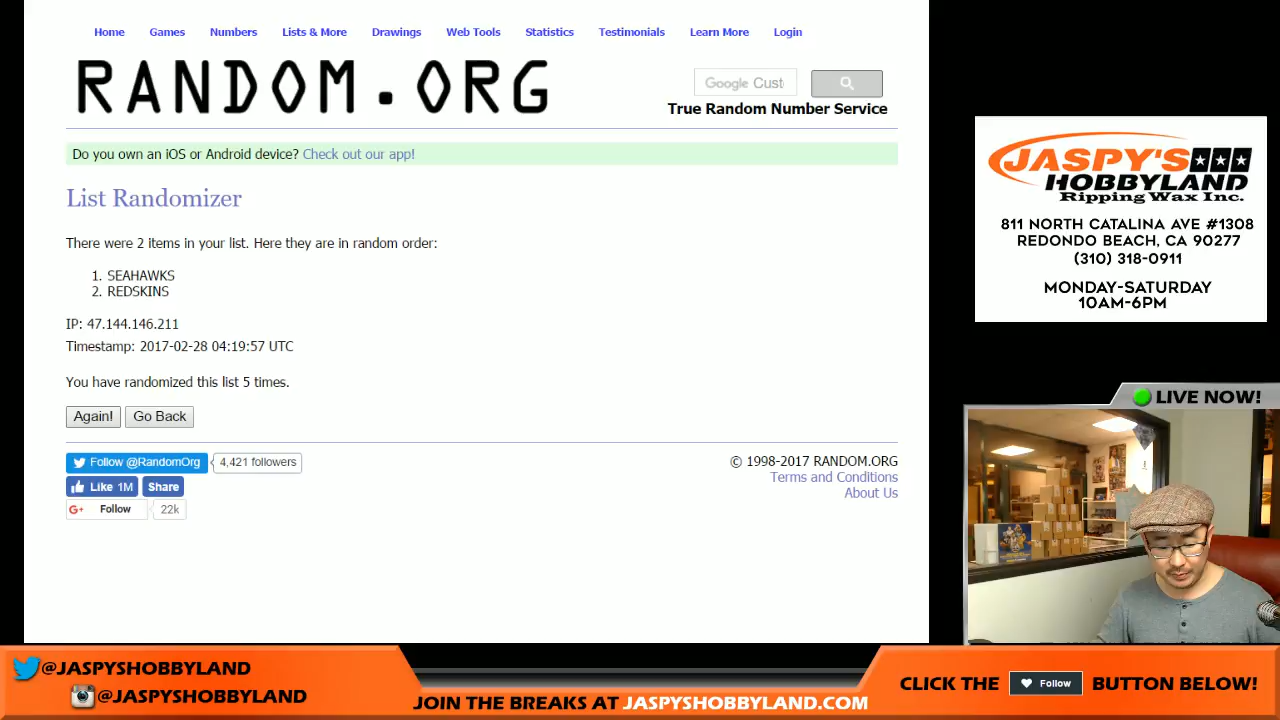 Home Games Numbers Lists & More Drawings Web Tools Statistics Testimonials Learn More Login
RANDOM.ORG
Google Cust
True Random Number Service
Do you own an iOS or Android device? Check out our app!
List Randomizer
There were 2 items in your list. Here they are in random order:
1. SEAHAWKS
2. REDSKINS
IP: 47.144.146.211
Timestamp: 2017-02-28 04:19:57 UTC
You have randomized this list 5 times.
Again! Go Back
Follow @RandomOrg 4,421 followers
Like 1M Share
G+ Follow 22k
© 1998-2017 RANDOM.ORG
Terms and Conditions
About Us
JASPY'S
HOBBYLAND
Ripping Wax Inc.
811 NORTH CATALINA AVE #1308
REDONDO BEACH, CA 90277
(310) 318-0911
MONDAY-SATURDAY
10AM-6PM
LIVE NOW!
@JASPYSHOBBYLAND
@JASPYSHOBBYLAND
JOIN THE BREAKS AT JASPYSHOBBYLAND.COM
CLICK THE Follow BUTTON BELOW!